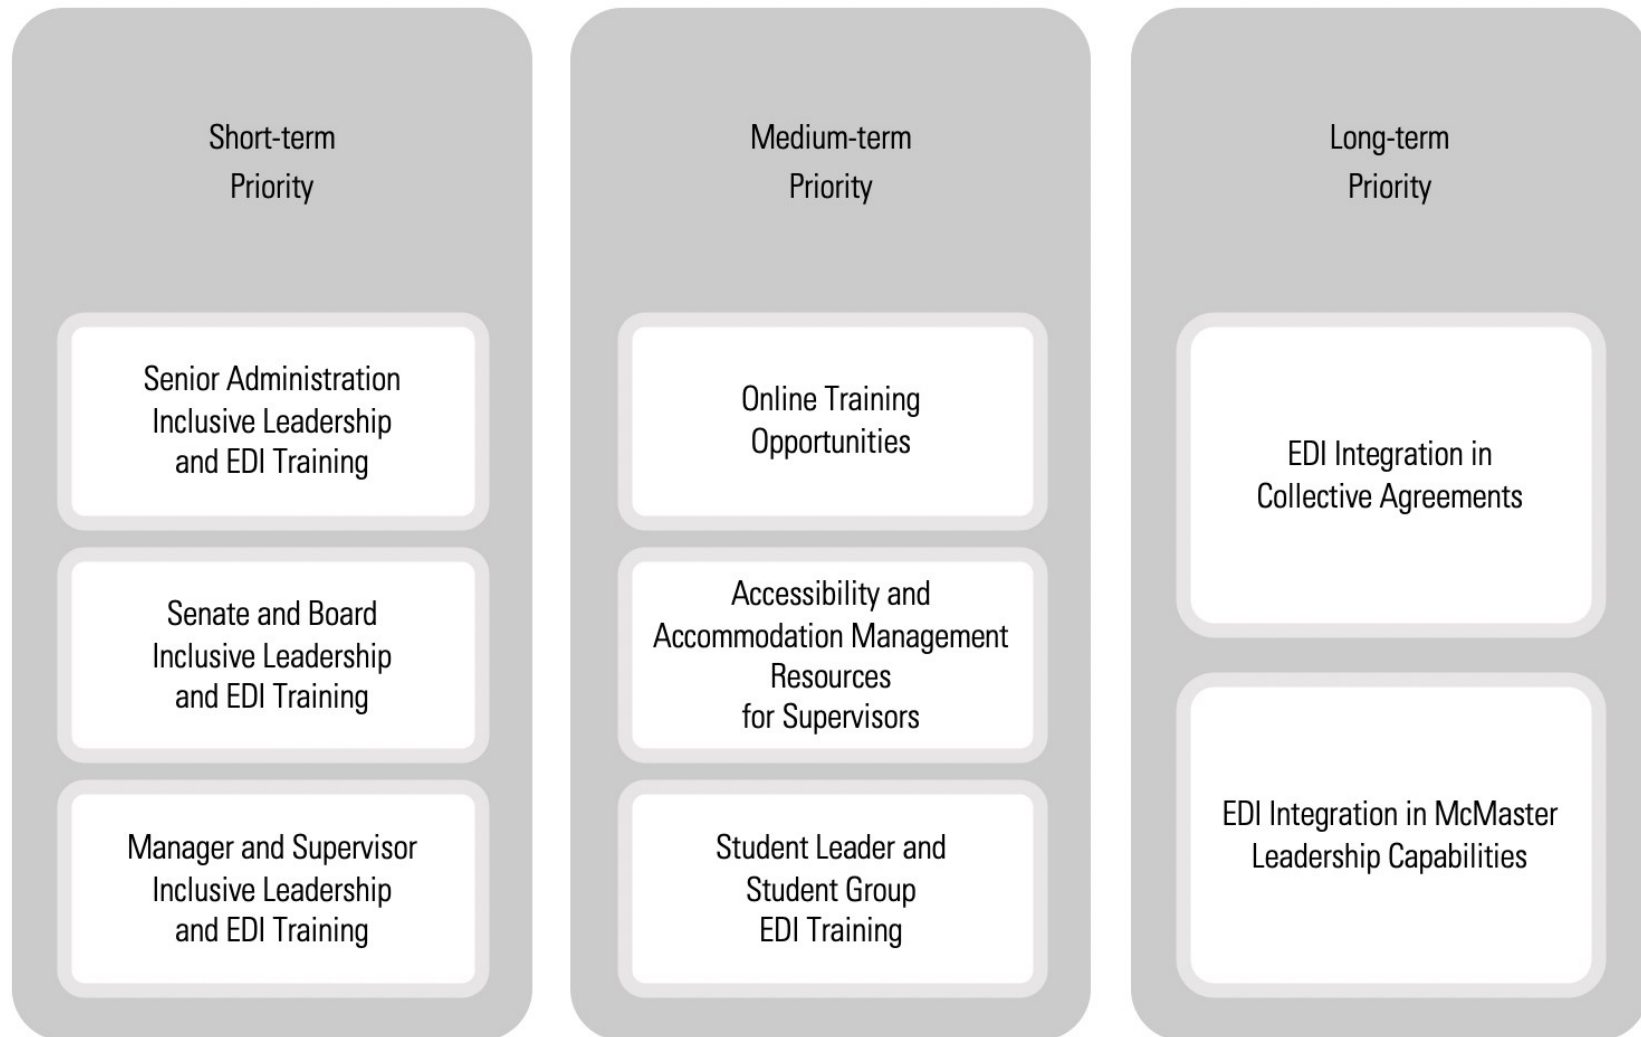 Short-term
Priority
Senior Administration
Inclusive Leadership
and EDI Training
Senate and Board
Inclusive Leadership
and EDI Training
Manager and Supervisor
Inclusive Leadership
and EDI Training
Medium-term
Priority
Online Training
Opportunities
Accessibility and
Accommodation Management
Resources
for Supervisors
Student Leader and
Student Group
EDI Training
Long-term
Priority
EDI Integration in
Collective Agreements
EDI Integration in McMaster
Leadership Capabilities